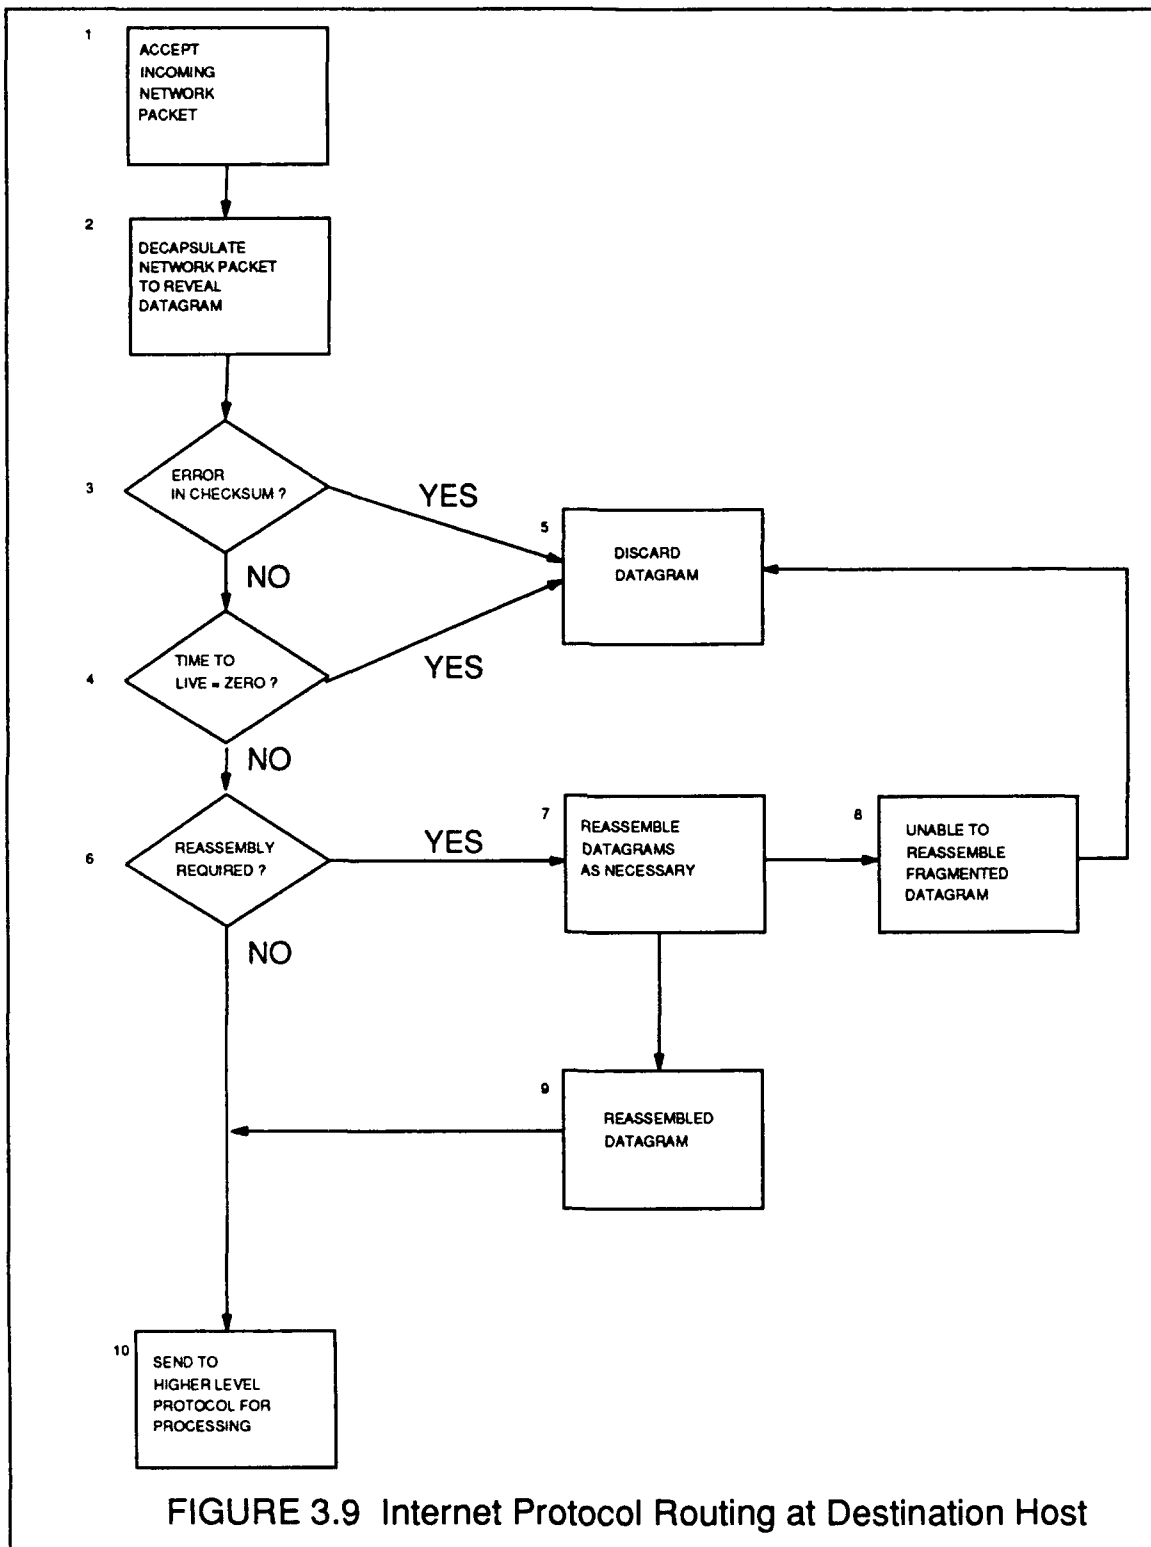 1
ACCEPT
INCOMING
NETWORK
PACKET
2
DECAPSULATE
NETWORK PACKET
TO REVEAL
DATAGRAM
3
ERROR
IN CHECKSUM ?
YES
NO
5
DISCARD
DATAGRAM
4
TIME TO
LIVE = ZERO ?
YES
NO
6
REASSEMBLY
REQUIRED ?
YES
NO
7
REASSEMBLE
DATAGRAMS
AS NECESSARY
8
UNABLE TO
REASSEMBLE
FRAGMENTED
DATAGRAM
9
REASSEMBLED
DATAGRAM
10
SEND TO
HIGHER LEVEL
PROTOCOL FOR
PROCESSING
FIGURE 3.9 Internet Protocol Routing at Destination Host